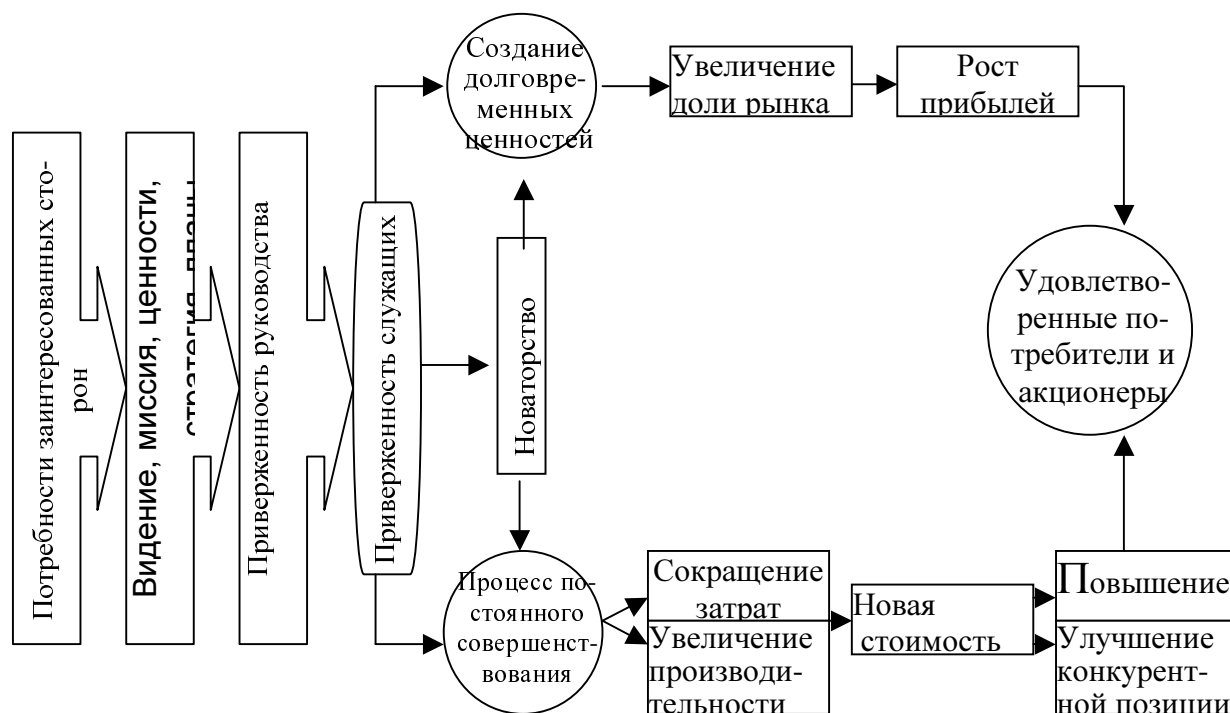 Потребности заинтересованных сто-
рон
Видение, миссия, ценности,
стратегия, планы
Приверженность руководства
Приверженность служащих
Новаторство
Создание
долговре-
менных
ценностей
Увеличение
доли рынка
Рост
прибылей
Удовлетво-
ренные по-
требители и
акционеры
Процесс по-
стоянного
совершенст-
вования
Сокращение
затрат
Увеличение
производи-
тельности
Новая
стоимость
Повышение
Улучшение
конкурент-
ной позиции